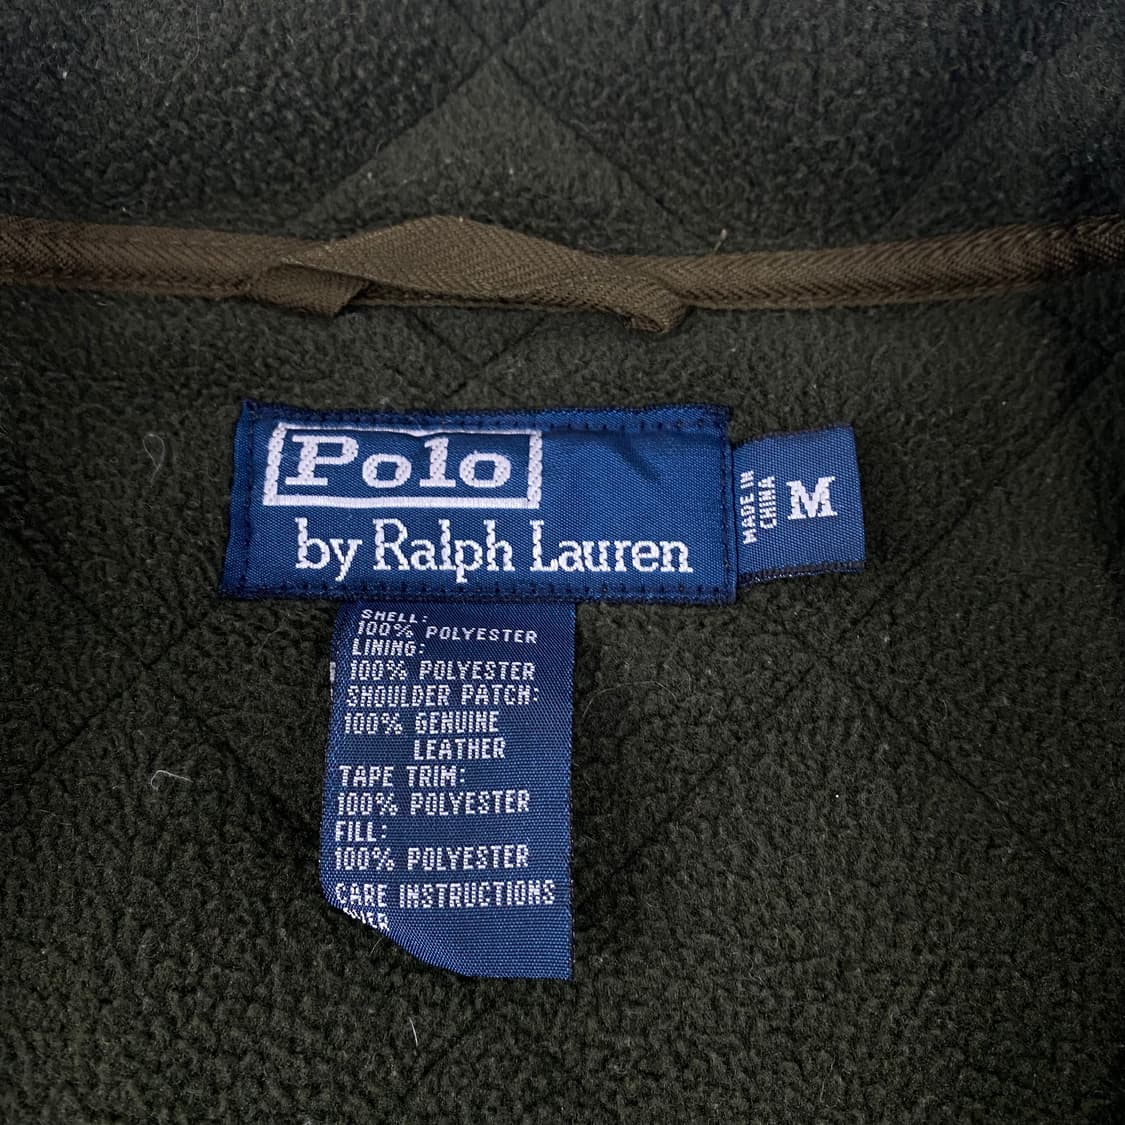 Polo
by Ralph Lauren
MADE IN
CHINA
M
SHELL:
100% POLYESTER
LINING:
100% POLYESTER
SHOULDER PATCH:
100% GENUINE
LEATHER
TAPE TRIM:
100% POLYESTER
FILL:
100% POLYESTER
CARE INSTRUCTIONS